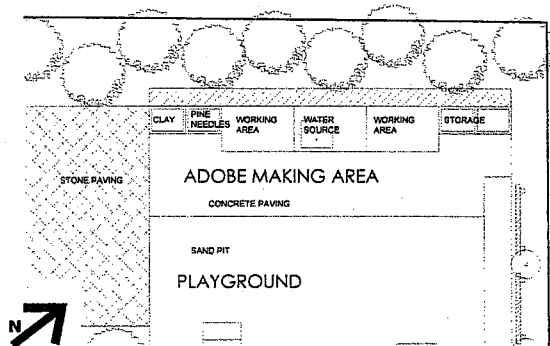 CLAY
PINE
NEEDLES
WORKING
AREA
WATER
SOURCE
WORKING
AREA
STORAGE
STONE PAVING
ADOBE MAKING AREA
CONCRETE PAVING
SAND PIT
PLAYGROUND
N